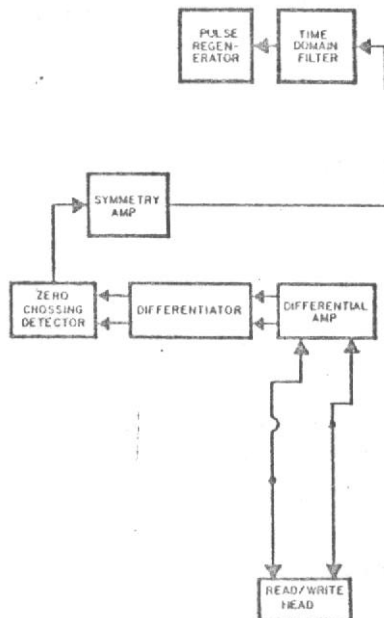 PULSE
REGEN-
ERATOR
TIME
DOMAIN
FILTER
SYMMETRY
AMP
ZERO
CROSSING
DETECTOR
DIFFERENTIATOR
DIFFERENTIAL
AMP
READ/WRITE
HEAD